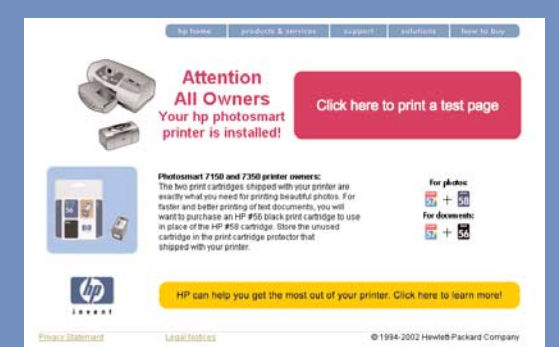 hp home products & services support solutions how to buy
Attention
All Owners
Your hp photosmart
printer is installed!
Click here to print a test page
Photosmart 7150 and 7350 printer owners:
The two print cartridges shipped with your printer are
exactly what you need for printing beautiful photos. For
faster and better printing of text documents, you will
want to purchase an HP #56 black print cartridge to use
in place of the HP #58 cartridge. Store the unused
cartridge in the print cartridge protector that
shipped with your printer.
For photos:
57 + 58
For documents:
57 + 56
56
hp
invent
HP can help you get the most out of your printer. Click here to learn more!
Privacy Statement Legal Notices © 1994-2002 Hewlett-Packard Company